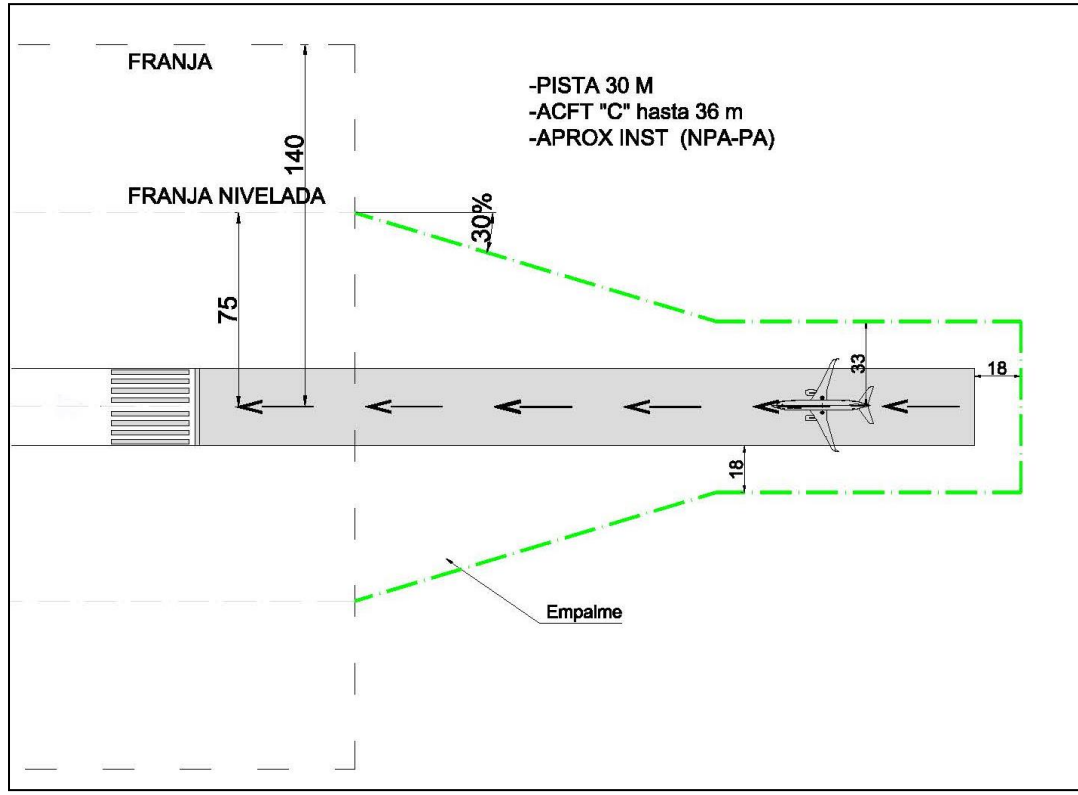 FRANJA
-PISTA 30 M
-ACFT "C" hasta 36 m
-APROX INST (NPA-PA)
140
FRANJA NIVELADA
30%
75
33
18
18
Empalme